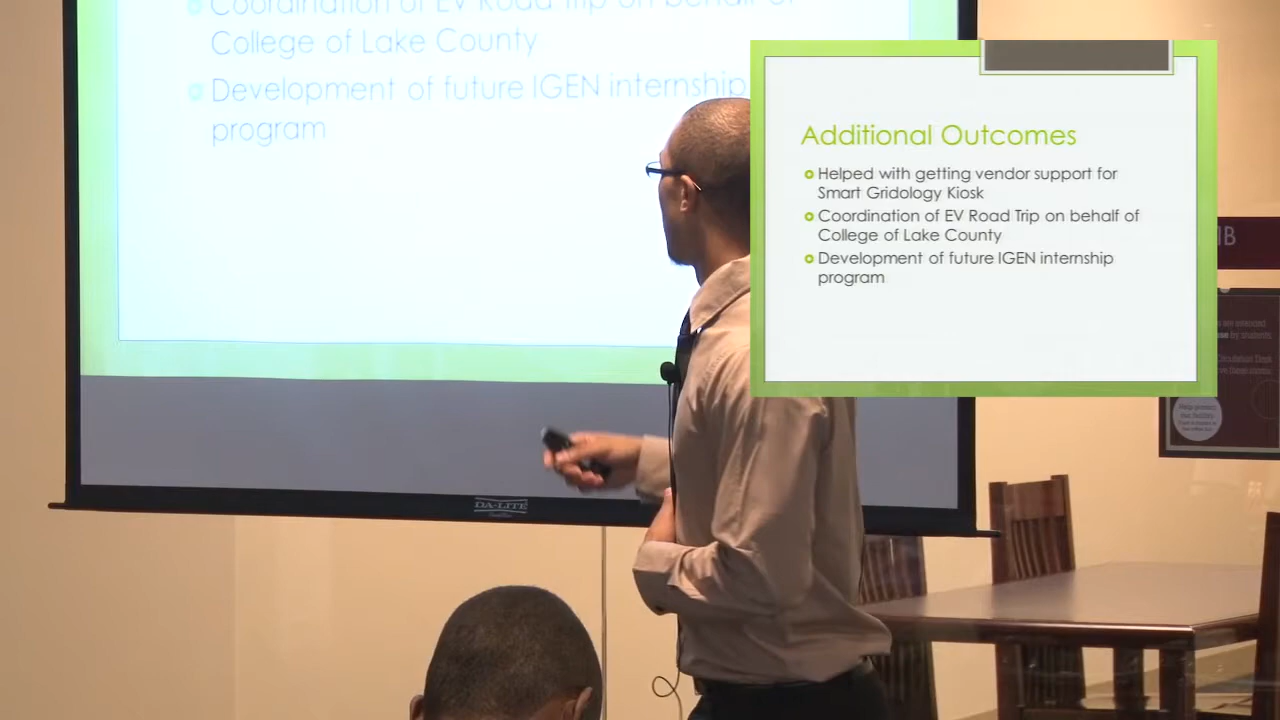 Coordination of EV Road Trip on behalf of
College of Lake County
Development of future IGEN internship
program
Additional Outcomes
Helped with getting vendor support for
Smart Gridology Kiosk
Coordination of EV Road Trip on behalf of
College of Lake County
Development of future IGEN internship
program
DA-LITE